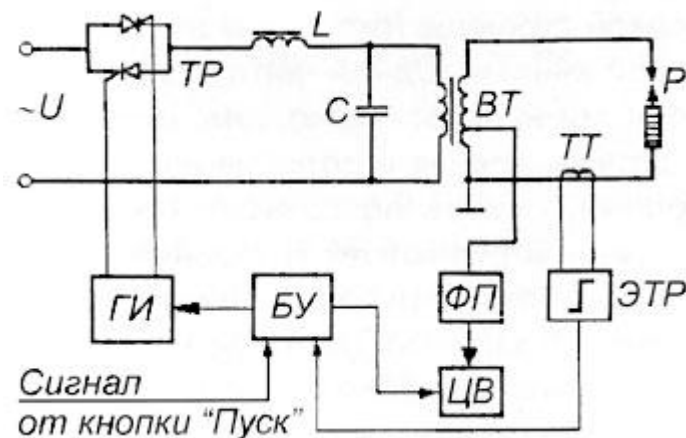 L
ТР
~U
C
ВТ
Р
ТТ
ГИ
БУ
ФП
ЭТР
ЦВ
Сигнал
от кнопки "Пуск"